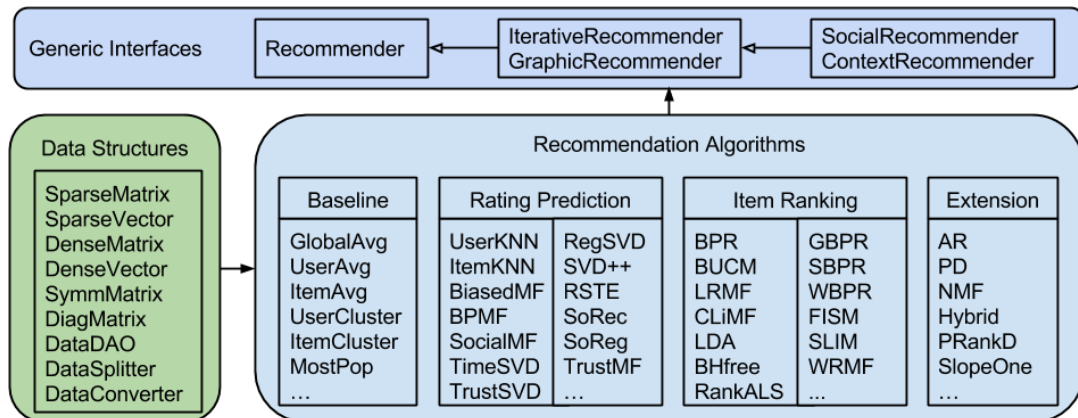 Generic Interfaces
Recommender
IterativeRecommender
GraphicRecommender
SocialRecommender
ContextRecommender
Data Structures
SparseMatrix
SparseVector
DenseMatrix
DenseVector
SymmMatrix
DiagMatrix
DataDAO
DataSplitter
DataConverter
Recommendation Algorithms
Baseline
GlobalAvg
UserAvg
ItemAvg
UserCluster
ItemCluster
MostPop
…
Rating Prediction
UserKNN
ItemKNN
BiasedMF
BPMF
SocialMF
TimeSVD
TrustSVD
RegSVD
SVD++
RSTE
SoRec
SoReg
TrustMF
…
Item Ranking
BPR
BUCM
LRMF
CLiMF
LDA
BHfree
RankALS
GBPR
SBPR
WBPR
FISM
SLIM
WRMF
...
Extension
AR
PD
NMF
Hybrid
PRankD
SlopeOne
…